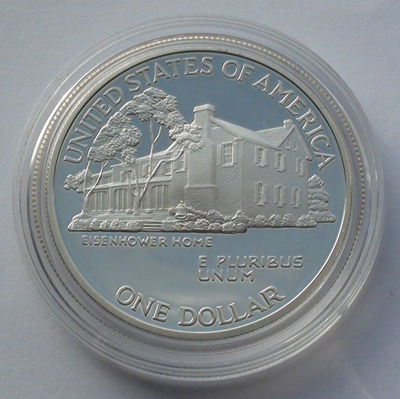 UNITED STATES OF AMERICA
EISENHOWER HOME
E PLURIBUS
UNUM
ONE DOLLAR